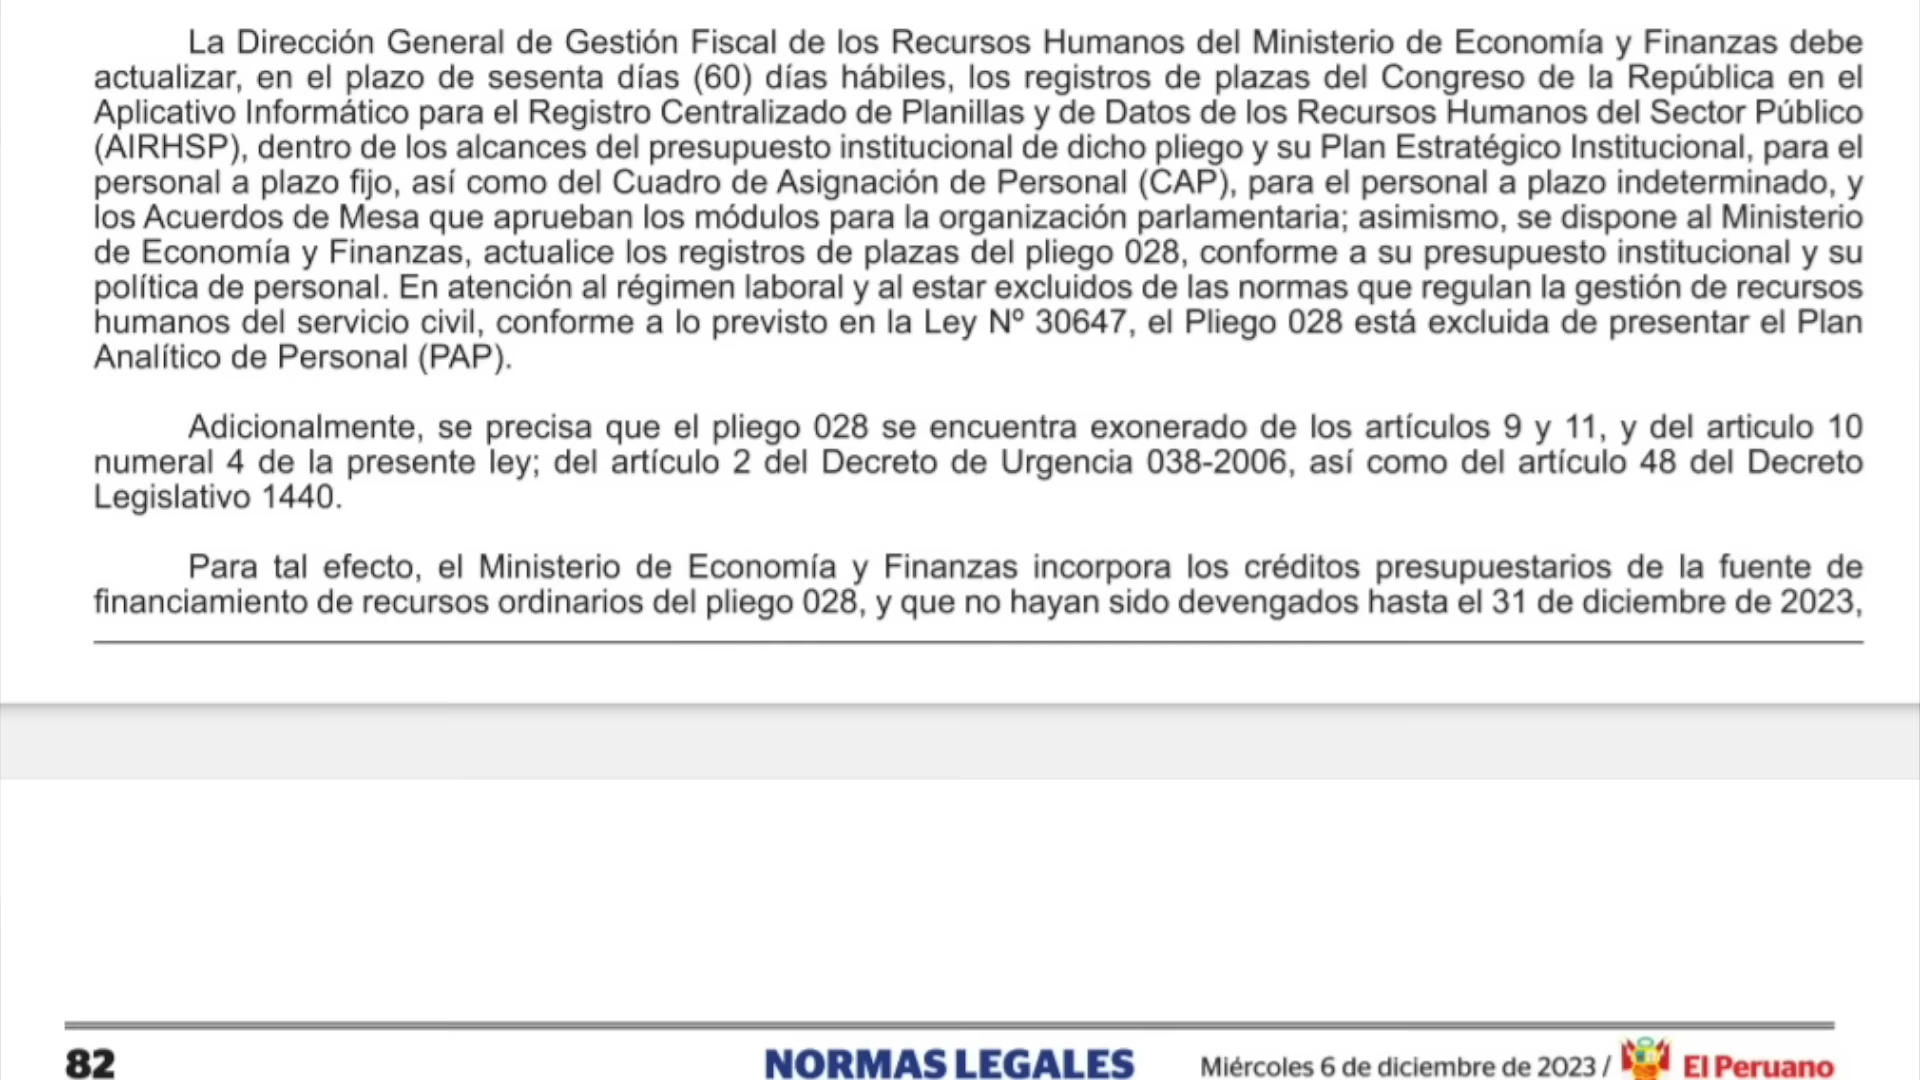 La Dirección General de Gestión Fiscal de los Recursos Humanos del Ministerio de Economía y Finanzas debe
actualizar, en el plazo de sesenta días (60) días hábiles, los registros de plazas del Congreso de la República en el
Aplicativo Informático para el Registro Centralizado de Planillas y de Datos de los Recursos Humanos del Sector Público
(AIRHSP), dentro de los alcances del presupuesto institucional de dicho pliego y su Plan Estratégico Institucional, para el
personal a plazo fijo, así como del Cuadro de Asignación de Personal (CAP), para el personal a plazo indeterminado, y
los Acuerdos de Mesa que aprueban los módulos para la organización parlamentaria; asimismo, se dispone al Ministerio
de Economía y Finanzas, actualice los registros de plazas del pliego 028, conforme a su presupuesto institucional y su
política de personal. En atención al régimen laboral y al estar excluidos de las normas que regulan la gestión de recursos
humanos del servicio civil, conforme a lo previsto en la Ley Nº 30647, el Pliego 028 está excluida de presentar el Plan
Analítico de Personal (PAP).
Adicionalmente, se precisa que el pliego 028 se encuentra exonerado de los artículos 9 y 11, y del articulo 10
numeral 4 de la presente ley; del artículo 2 del Decreto de Urgencia 038-2006, así como del artículo 48 del Decreto
Legislativo 1440.
Para tal efecto, el Ministerio de Economía y Finanzas incorpora los créditos presupuestarios de la fuente de
financiamiento de recursos ordinarios del pliego 028, y que no hayan sido devengados hasta el 31 de diciembre de 2023,
82 NORMAS LEGALES Miércoles 6 de diciembre de 2023 / El Peruano